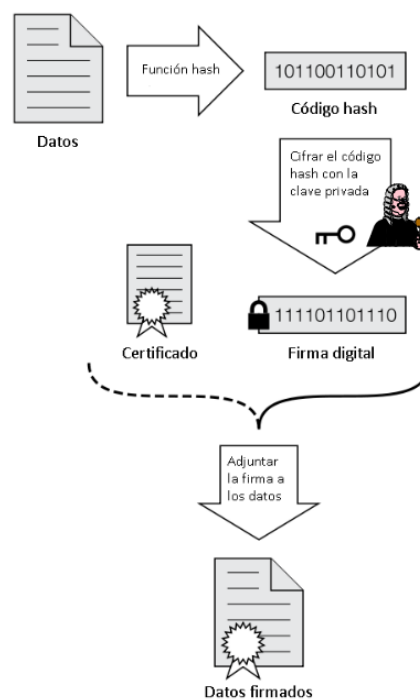 Función hash
101100110101
Datos
Código hash
Cifrar el código
hash con la
clave privada
111101101110
Certificado
Firma digital
Adjuntar
la firma a
los datos
Datos firmados